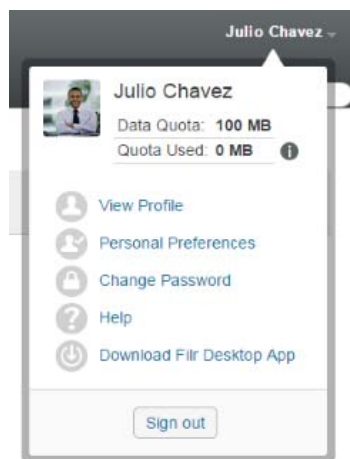 Julio Chavez
Julio Chavez
Data Quota: 100 MB
Quota Used: 0 MB
View Profile
Personal Preferences
Change Password
Help
Download Filr Desktop App
Sign out